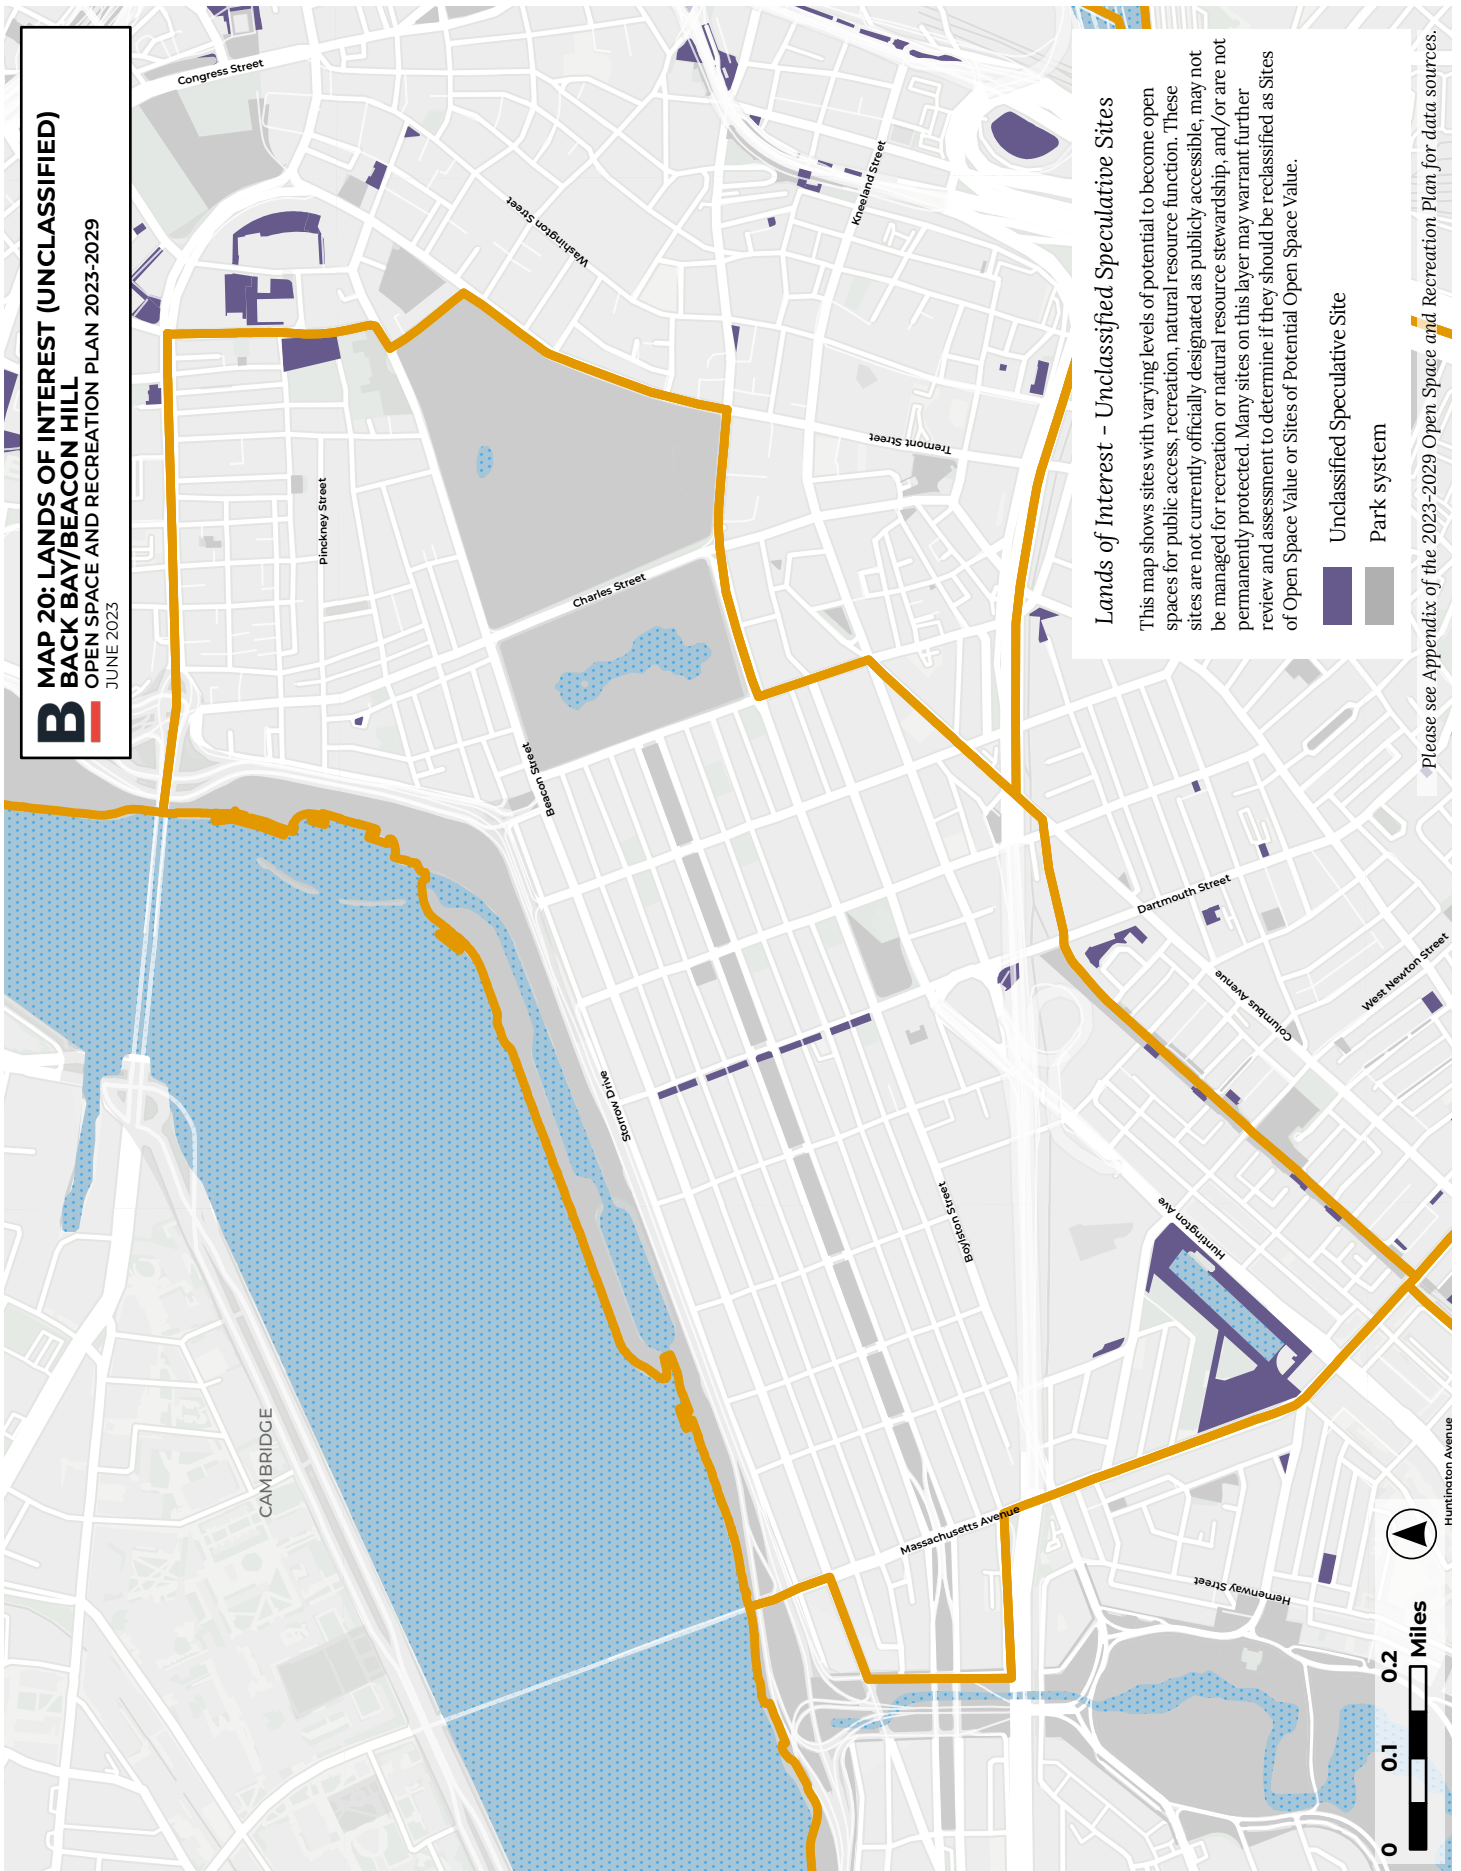 B
MAP 20: LANDS OF INTEREST (UNCLASSIFIED)
BACK BAY/BEACON HILL
OPEN SPACE AND RECREATION PLAN 2023-2029
JUNE 2023
Congress Street
Washington Street
Kneeland Street
Tremont Street
Pinckney Street
Charles Street
Beacon Street
Storrow Drive
Boylston Street
Dartmouth Street
Columbus Avenue
West Newton Street
Huntington Ave
Massachusetts Avenue
Hemenway Street
Huntington Avenue
CAMBRIDGE
Lands of Interest - Unclassified Speculative Sites
This map shows sites with varying levels of potential to become open
spaces for public access, recreation, natural resource function. These
sites are not currently officially designated as publicly accessible, may not
be managed for recreation or natural resource stewardship, and/or are not
permanently protected. Many sites on this layer may warrant further
review and assessment to determine if they should be reclassified as Sites
of Open Space Value or Sites of Potential Open Space Value.
Unclassified Speculative Site
Park system
Please see Appendix of the 2023-2029 Open Space and Recreation Plan for data sources.
0 0.1 0.2
Miles